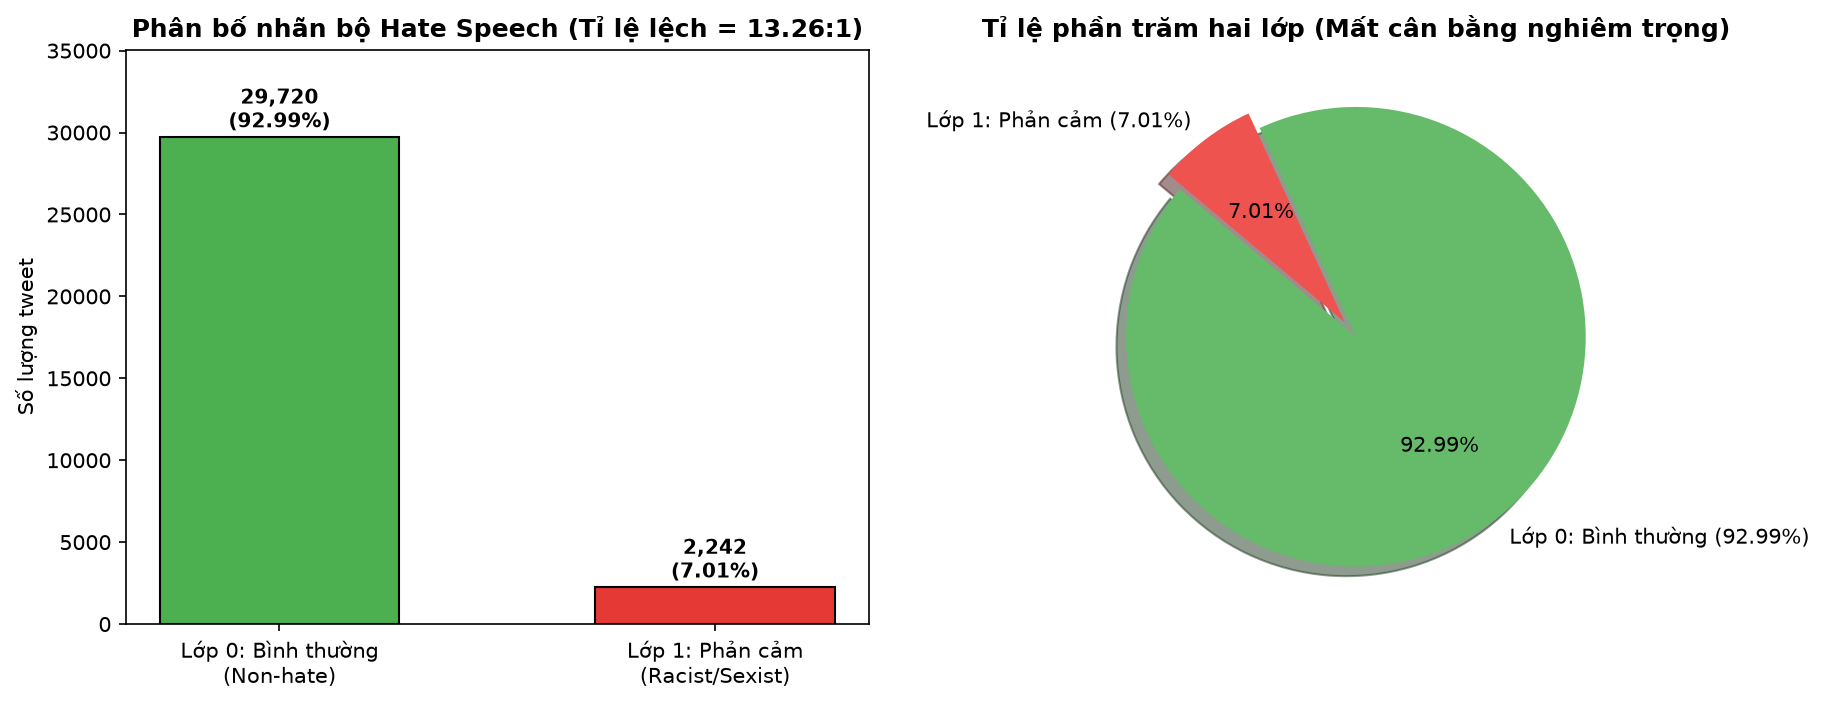 Phân bố nhãn bộ Hate Speech (Tỉ lệ lệch = 13.26:1)
35000
30000
25000
20000
15000
10000
5000
0
Số lượng tweet
29,720
(92.99%)
2,242
(7.01%)
Lớp 0: Bình thường
(Non-hate)
Lớp 1: Phản cảm
(Racist/Sexist)
Tỉ lệ phần trăm hai lớp (Mất cân bằng nghiêm trọng)
Lớp 1: Phản cảm (7.01%)
7.01%
92.99%
Lớp 0: Bình thường (92.99%)